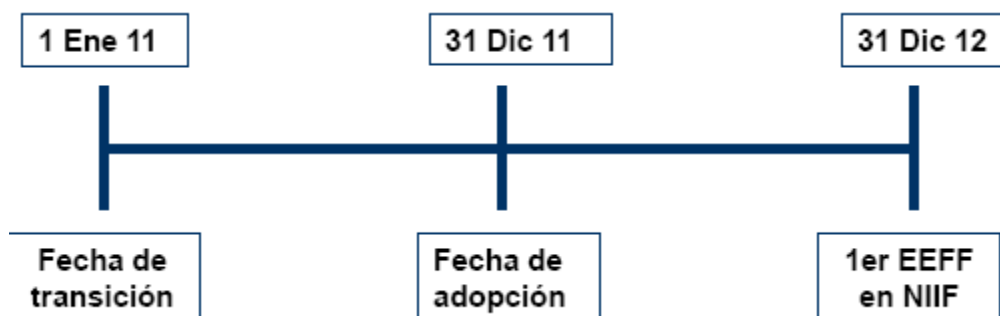 1 Ene 11
31 Dic 11
31 Dic 12
Fecha de
transición
Fecha de
adopción
1er EEFF
en NIIF